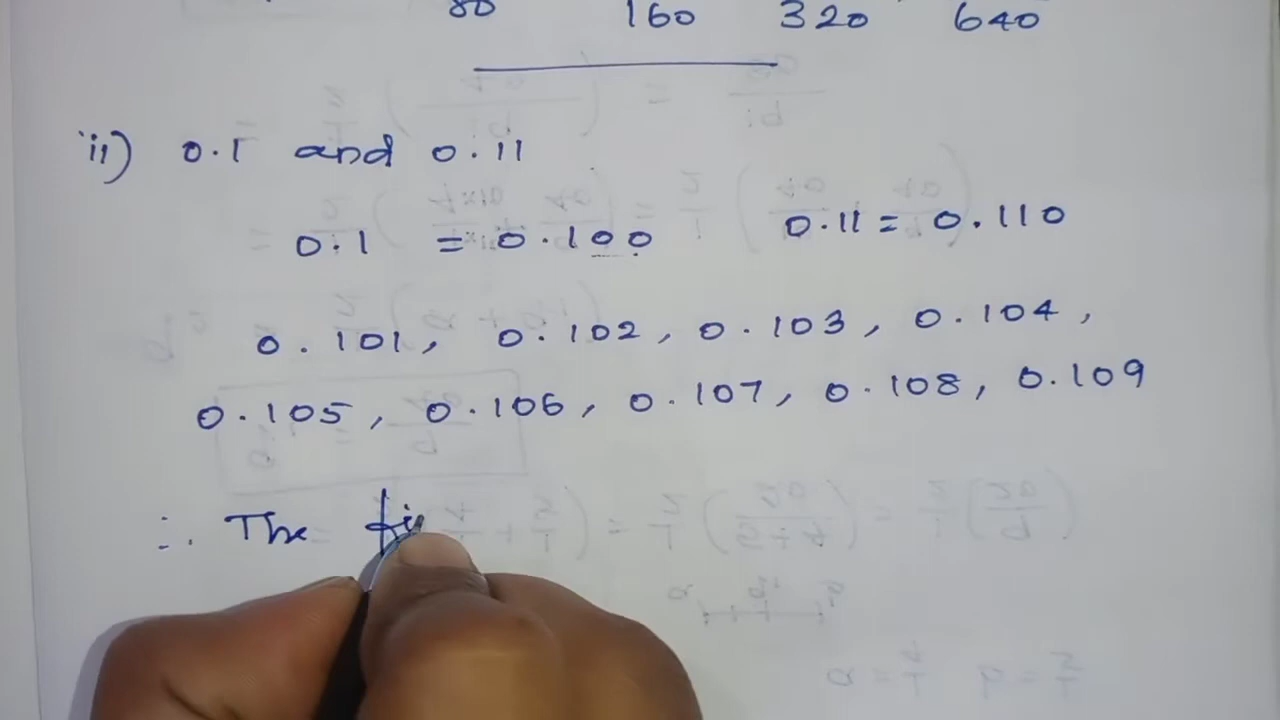 80 160 320 640
ii) 0.1 and 0.11
0.1 = 0.100 0.11 = 0.110
0.101, 0.102, 0.103, 0.104,
0.105, 0.106, 0.107, 0.108, 0.109
∴ The fi